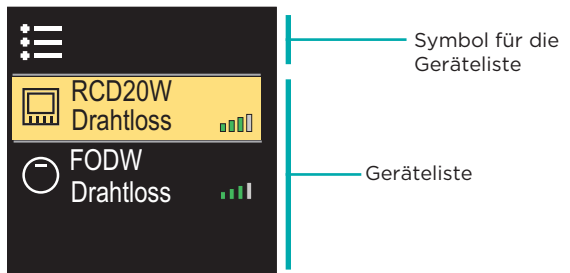 RCD20W
Drahtloss
FODW
Drahtloss
Symbol für die
Geräteliste
Geräteliste